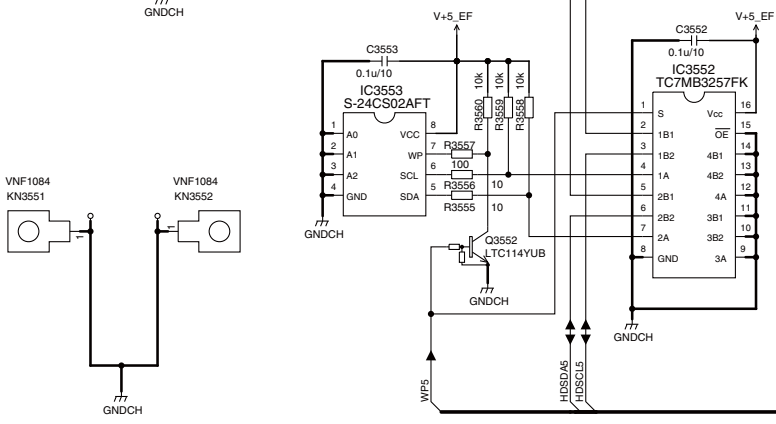 GNDCH
V+5_EF
C3553
0.1u/10
IC3553
S-24CS02AFT
1 A0
2 A1
3 A2
4 GND
VCC 8
WP 7
SCL 6
SDA 5
GNDCH
R3560 10k
R3559 10k
R3558 10k
R3557
100
R3556 10
R3555 10
Q3552
LTC114YUB
GNDCH
V+5_EF
C3552
0.1u/10
IC3552
TC7MB3257FK
1 S
2 1B1
3 1B2
4 1A
5 2B1
6 2B2
7 2A
8 GND
Vcc 16
OE 15
4B1 14
4B2 13
4A 12
3B1 11
3B2 10
3A 9
GNDCH
VNF1084
KN3551
1
VNF1084
KN3552
1
GNDCH
WP5
HDSDA5
HDSCL5